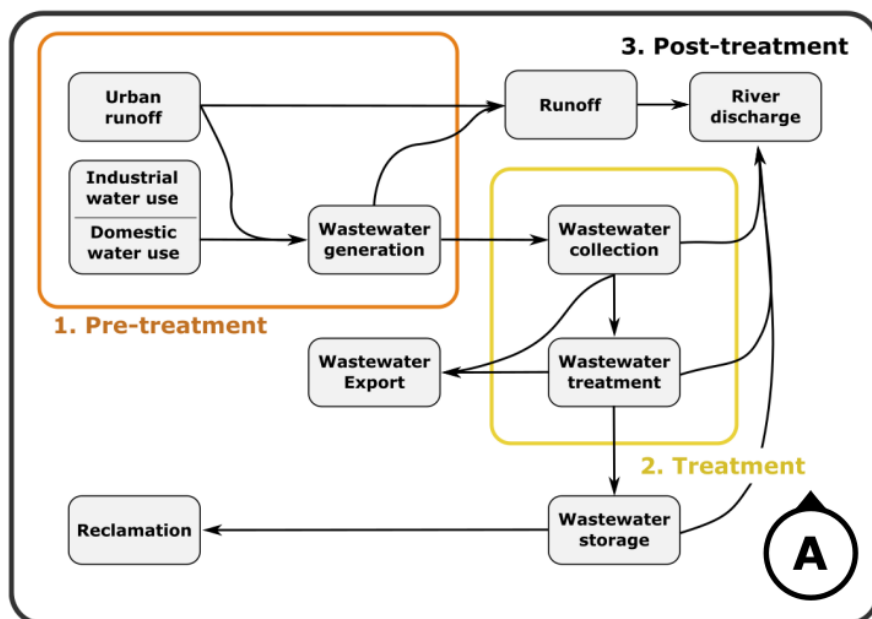 3. Post-treatment
Urban
runoff
Runoff
River
discharge
Industrial
water use
Domestic
water use
Wastewater
generation
Wastewater
collection
1. Pre-treatment
Wastewater
Export
Wastewater
treatment
2. Treatment
Reclamation
Wastewater
storage
A